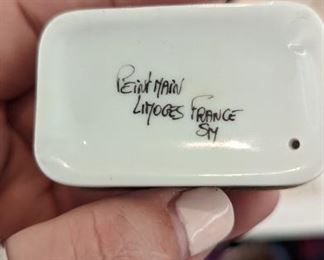 PEINT MAIN
LIMOGES FRANCE
SM